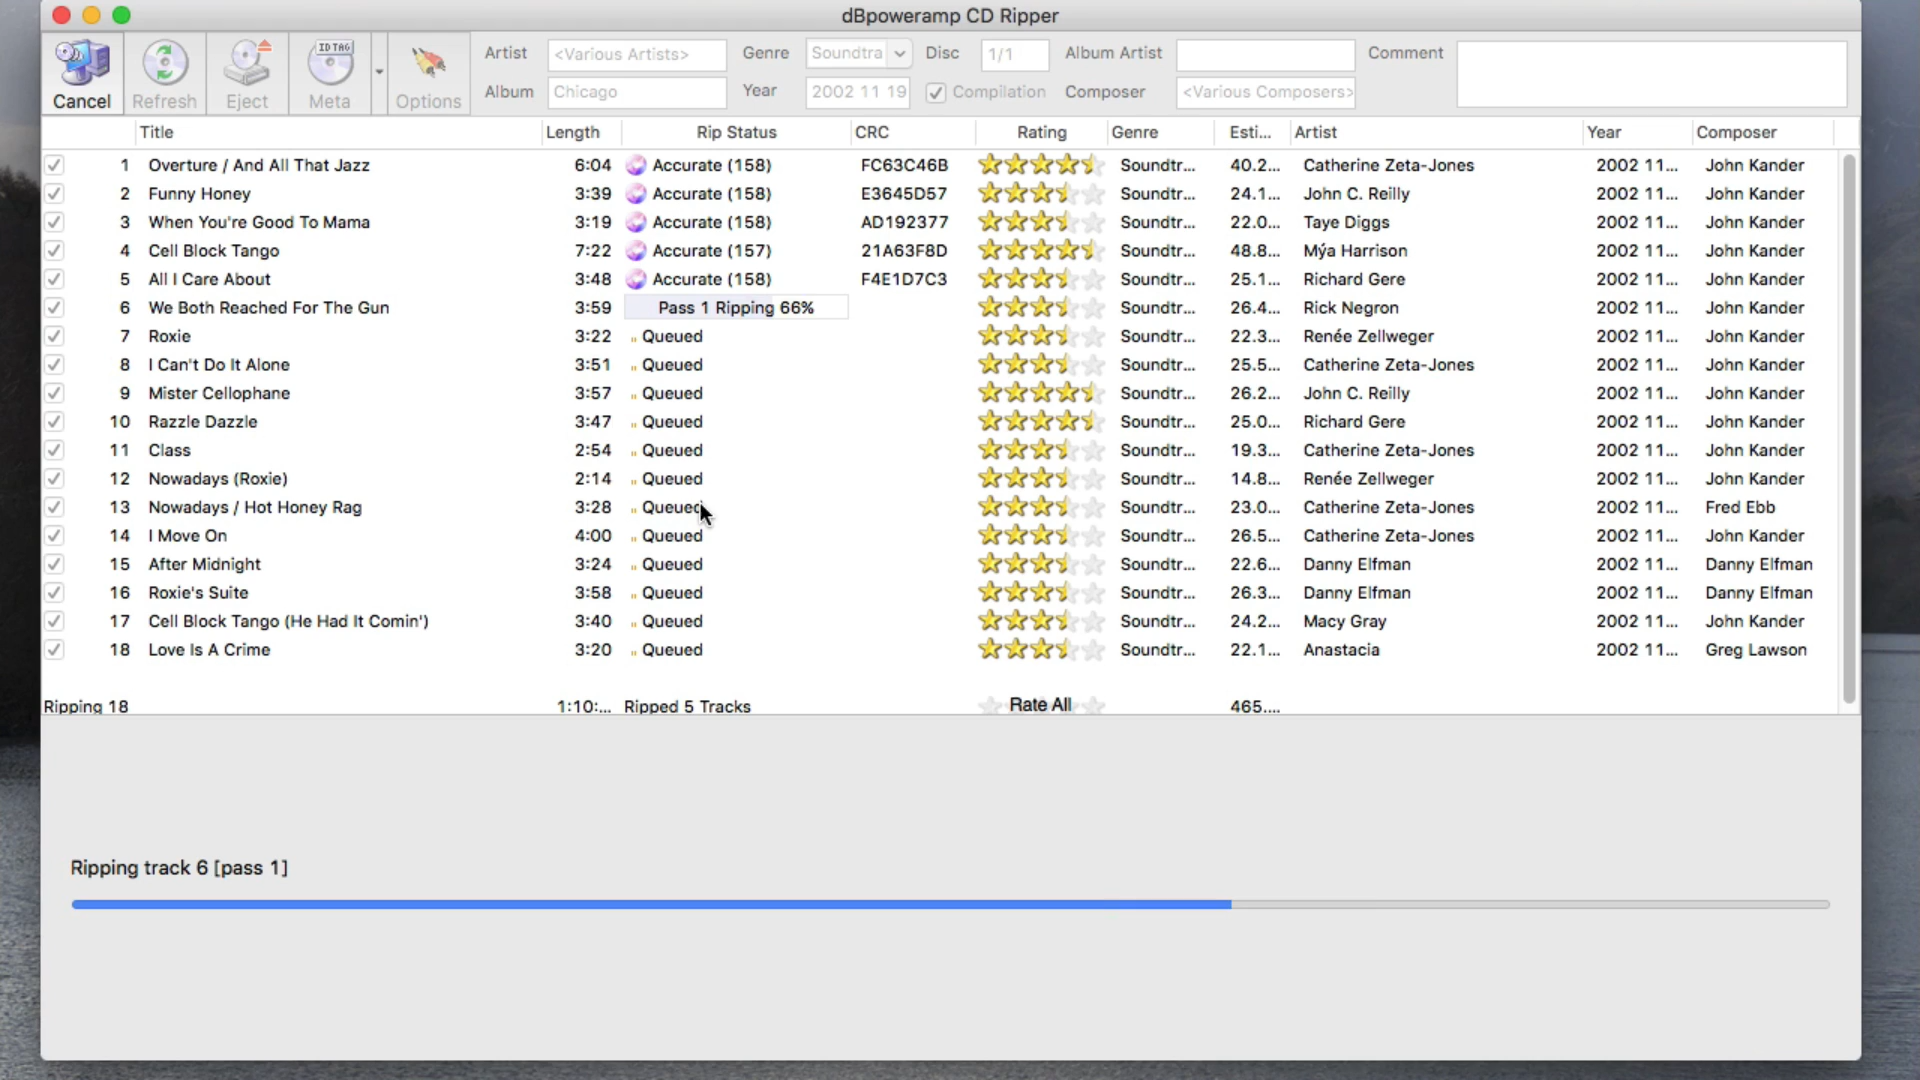 dBpoweramp CD Ripper
Cancel Refresh Eject ID TAG Meta Options
Artist <Various Artists> Genre Soundtra Disc 1/1 Album Artist Comment
Album Chicago Year 2002 11 19 Compilation Composer <Various Composers>
Title Length Rip Status CRC Rating Genre Esti... Artist Year Composer
1 Overture / And All That Jazz 6:04 Accurate (158) FC63C46B Soundtr... 40.2... Catherine Zeta-Jones 2002 11... John Kander
2 Funny Honey 3:39 Accurate (158) E3645D57 Soundtr... 24.1... John C. Reilly 2002 11... John Kander
3 When You're Good To Mama 3:19 Accurate (158) AD192377 Soundtr... 22.0... Taye Diggs 2002 11... John Kander
4 Cell Block Tango 7:22 Accurate (157) 21A63F8D Soundtr... 48.8... Mýa Harrison 2002 11... John Kander
5 All I Care About 3:48 Accurate (158) F4E1D7C3 Soundtr... 25.1... Richard Gere 2002 11... John Kander
6 We Both Reached For The Gun 3:59 Pass 1 Ripping 66% Soundtr... 26.4... Rick Negron 2002 11... John Kander
7 Roxie 3:22 Queued Soundtr... 22.3... Renée Zellweger 2002 11... John Kander
8 I Can't Do It Alone 3:51 Queued Soundtr... 25.5... Catherine Zeta-Jones 2002 11... John Kander
9 Mister Cellophane 3:57 Queued Soundtr... 26.2... John C. Reilly 2002 11... John Kander
10 Razzle Dazzle 3:47 Queued Soundtr... 25.0... Richard Gere 2002 11... John Kander
11 Class 2:54 Queued Soundtr... 19.3... Catherine Zeta-Jones 2002 11... John Kander
12 Nowadays (Roxie) 2:14 Queued Soundtr... 14.8... Renée Zellweger 2002 11... John Kander
13 Nowadays / Hot Honey Rag 3:28 Queued Soundtr... 23.0... Catherine Zeta-Jones 2002 11... Fred Ebb
14 I Move On 4:00 Queued Soundtr... 26.5... Catherine Zeta-Jones 2002 11... John Kander
15 After Midnight 3:24 Queued Soundtr... 22.6... Danny Elfman 2002 11... Danny Elfman
16 Roxie's Suite 3:58 Queued Soundtr... 26.3... Danny Elfman 2002 11... Danny Elfman
17 Cell Block Tango (He Had It Comin') 3:40 Queued Soundtr... 24.2... Macy Gray 2002 11... John Kander
18 Love Is A Crime 3:20 Queued Soundtr... 22.1... Anastacia 2002 11... Greg Lawson
Ripping 18 1:10:... Ripped 5 Tracks Rate All 465....
Ripping track 6 [pass 1]